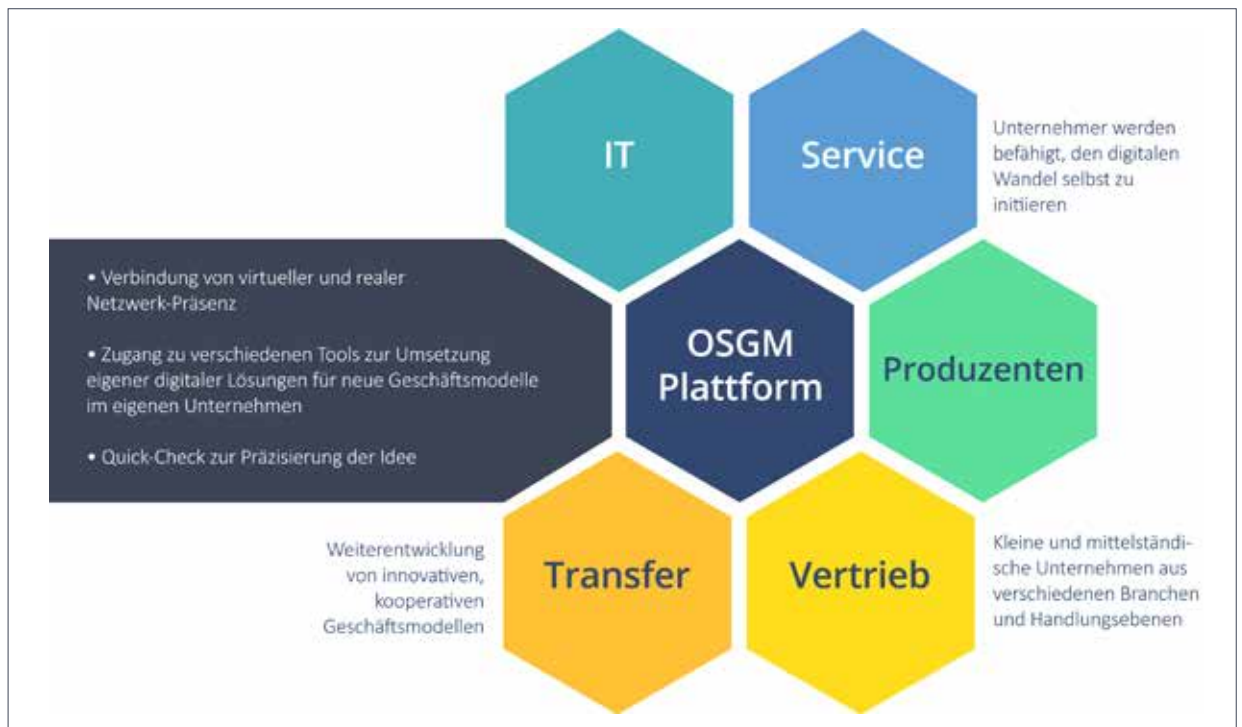 IT
Service
Unternehmer werden
befähigt, den digitalen
Wandel selbst zu
initiieren
• Verbindung von virtueller und realer
Netzwerk-Präsenz
• Zugang zu verschiedenen Tools zur Umsetzung
eigener digitaler Lösungen für neue Geschäftsmodelle
im eigenen Unternehmen
• Quick-Check zur Präzisierung der Idee
OSGM
Plattform
Produzenten
Weiterentwicklung
von innovativen,
kooperativen
Geschäftsmodellen
Transfer
Vertrieb
Kleine und mittelständi-
sche Unternehmen aus
verschiedenen Branchen
und Handlungsebenen